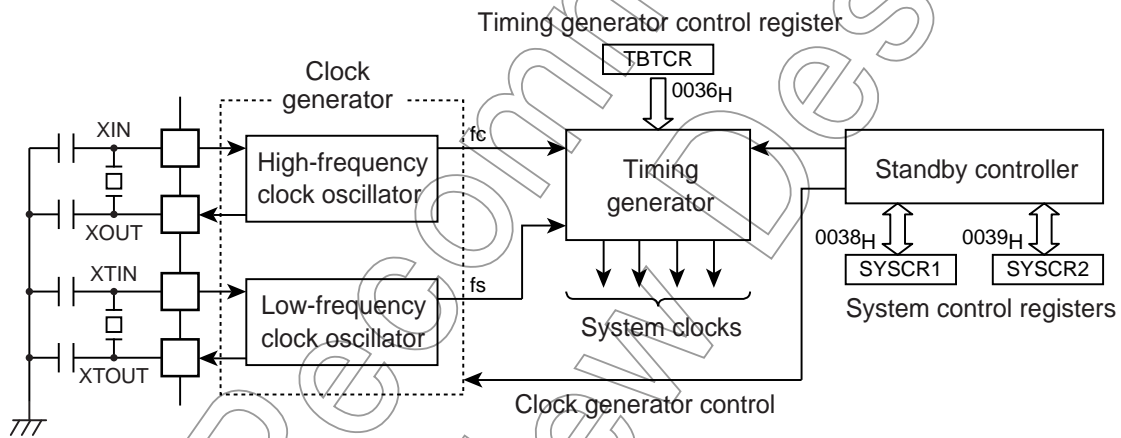 Timing generator control register
TBTCR
0036H
Clock
generator
XIN
XOUT
XTIN
XTOUT
High-frequency
clock oscillator
fc
Low-frequency
clock oscillator
fs
Timing
generator
System clocks
Standby controller
0038H
0039H
SYSCR1
SYSCR2
System control registers
Clock generator control